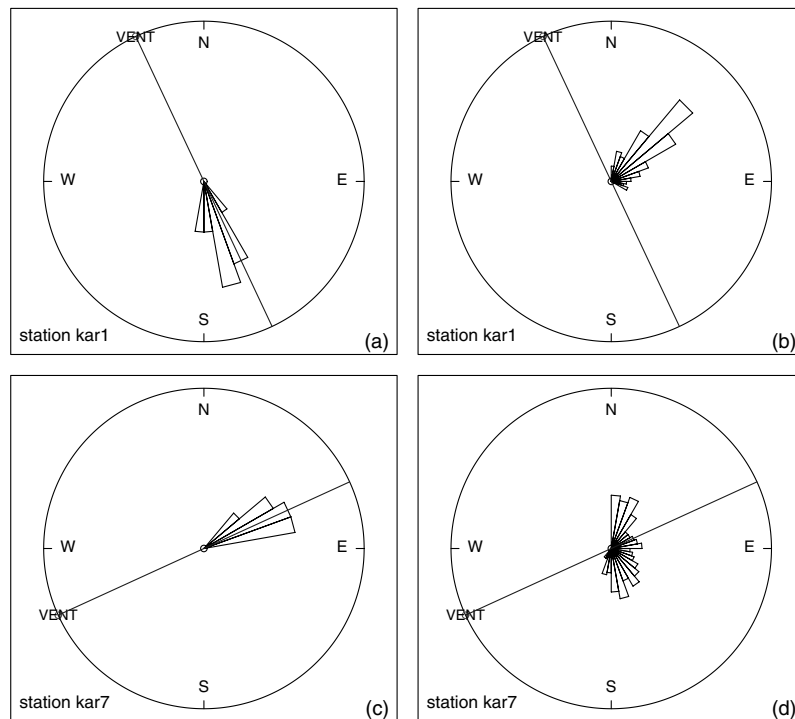 VENT
N
W
E
S
station kar1
(a)
VENT
N
W
E
S
station kar1
(b)
N
W
E
VENT
S
station kar7
(c)
N
W
E
VENT
S
station kar7
(d)